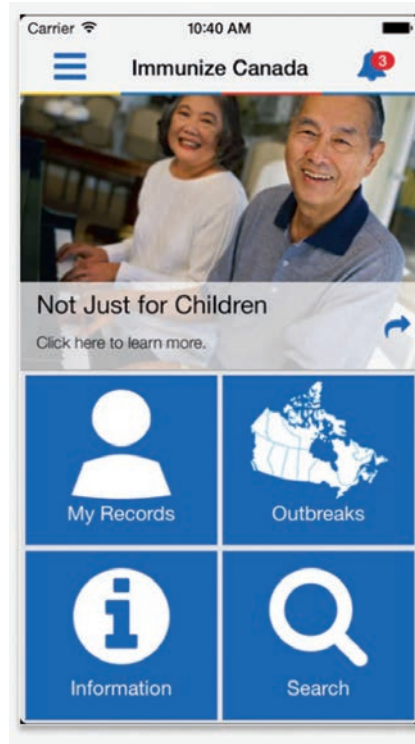 Carrier 10:40 AM
Immunize Canada
3
Not Just for Children
Click here to learn more.
My Records
Outbreaks
Information
Search